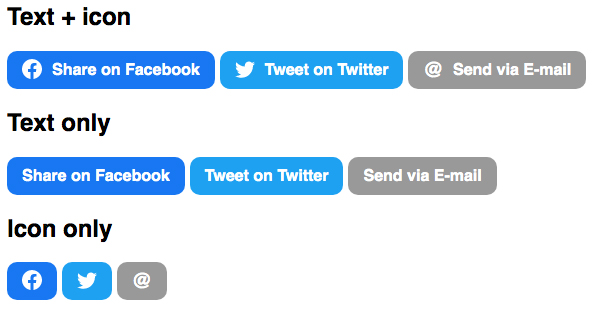 Text + icon
Share on Facebook Tweet on Twitter @ Send via E-mail
Text only
Share on Facebook Tweet on Twitter Send via E-mail
Icon only
@